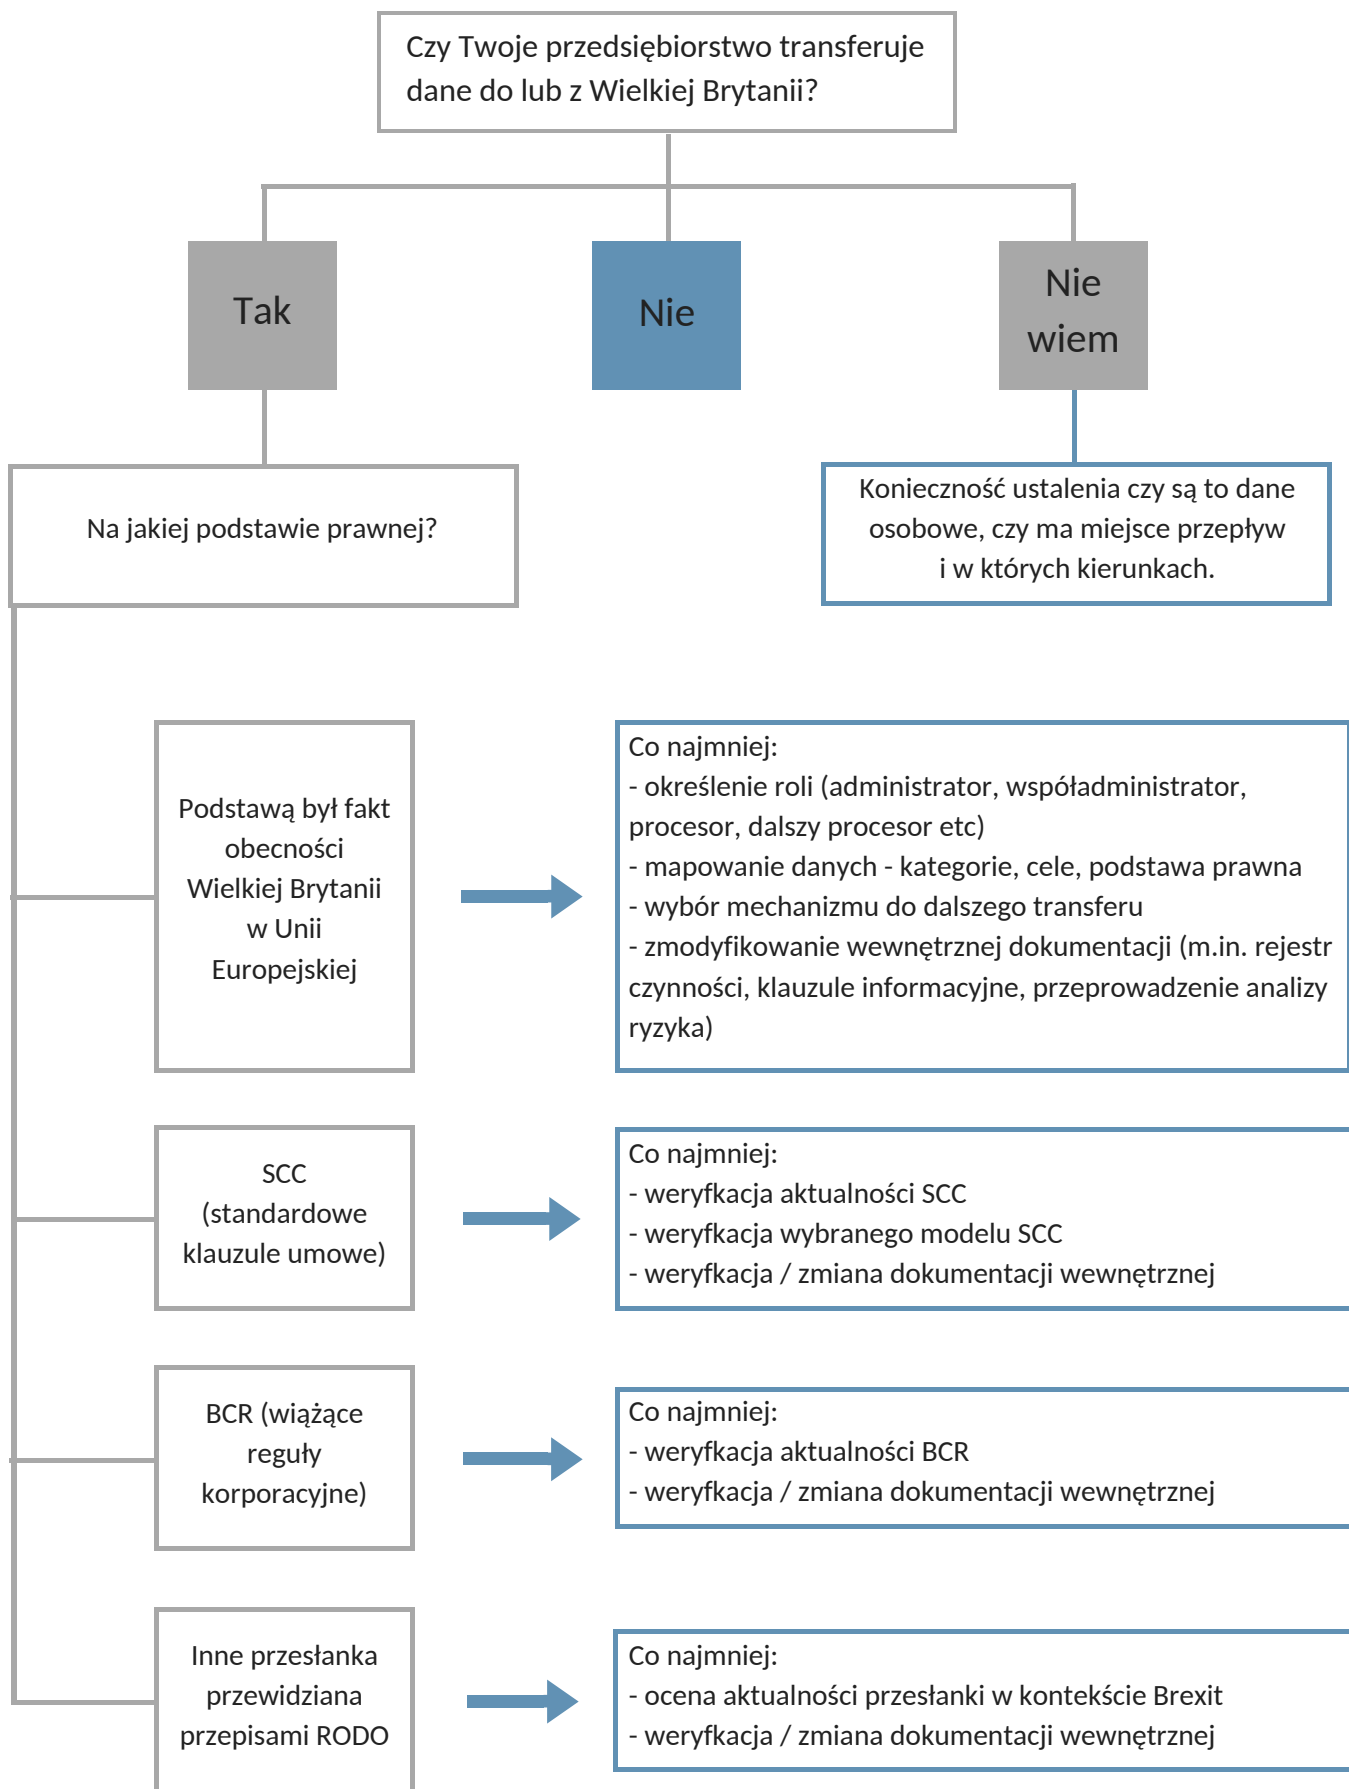 Czy Twoje przedsiębiorstwo transferuje
dane do lub z Wielkiej Brytanii?
Tak
Nie
Nie
wiem
Na jakiej podstawie prawnej?
Konieczność ustalenia czy są to dane
osobowe, czy ma miejsce przepływ
i w których kierunkach.
Podstawą był fakt
obecności
Wielkiej Brytanii
w Unii
Europejskiej
Co najmniej:
- określenie roli (administrator, współadministrator,
procesor, dalszy procesor etc)
- mapowanie danych - kategorie, cele, podstawa prawna
- wybór mechanizmu do dalszego transferu
- zmodyfikowanie wewnętrznej dokumentacji (m.in. rejestr
czynności, klauzule informacyjne, przeprowadzenie analizy
ryzyka)
SCC
(standardowe
klauzule umowe)
Co najmniej:
- weryfkacja aktualności SCC
- weryfkacja wybranego modelu SCC
- weryfkacja / zmiana dokumentacji wewnętrznej
BCR (wiążące
reguły
korporacyjne)
Co najmniej:
- weryfkacja aktualności BCR
- weryfkacja / zmiana dokumentacji wewnętrznej
Inne przesłanka
przewidziana
przepisami RODO
Co najmniej:
- ocena aktualności przesłanki w kontekście Brexit
- weryfkacja / zmiana dokumentacji wewnętrznej